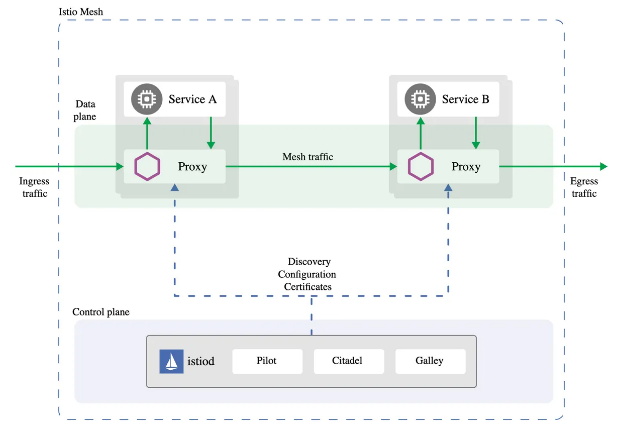 Istio Mesh
Data
plane
Service A
Service B
Proxy
Mesh traffic
Proxy
Ingress
traffic
Egress
traffic
Discovery
Configuration
Certificates
Control plane
istiod
Pilot
Citadel
Galley